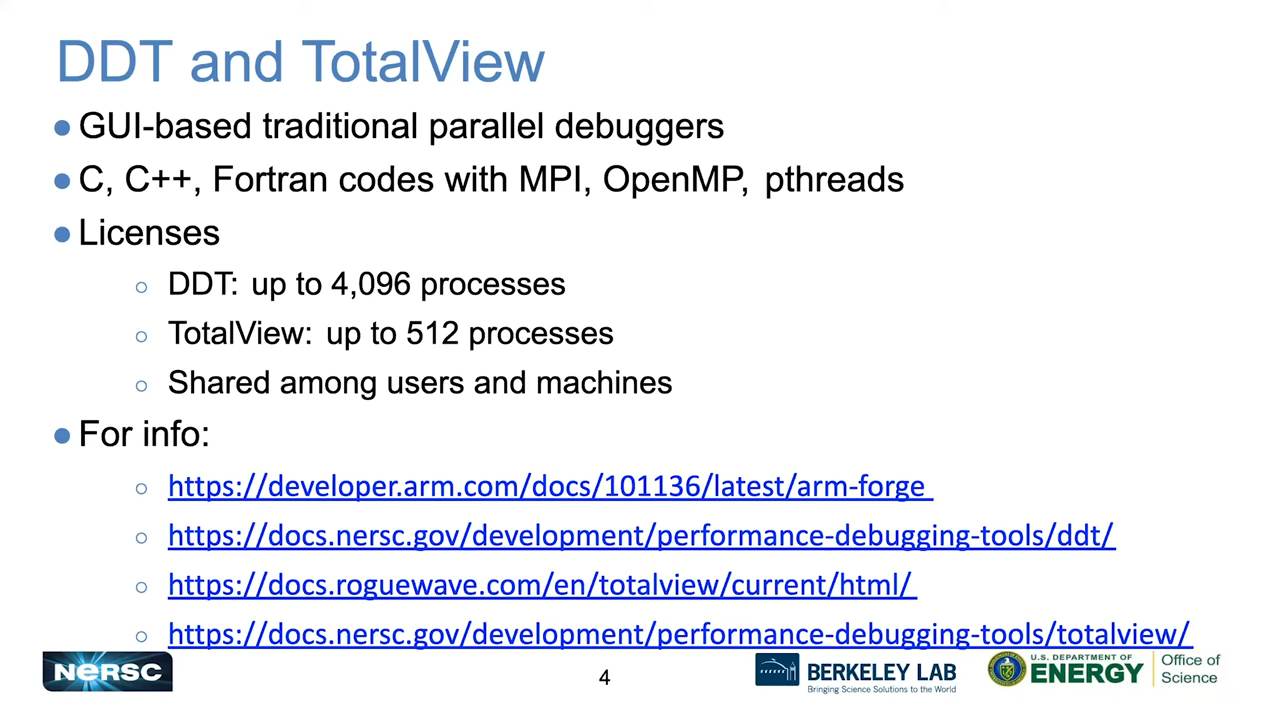 DDT and TotalView
● GUI-based traditional parallel debuggers
● C, C++, Fortran codes with MPI, OpenMP, pthreads
● Licenses
○ DDT: up to 4,096 processes
○ TotalView: up to 512 processes
○ Shared among users and machines
● For info:
○ https://developer.arm.com/docs/101136/latest/arm-forge
○ https://docs.nersc.gov/development/performance-debugging-tools/ddt/
○ https://docs.roguewave.com/en/totalview/current/html/
○ https://docs.nersc.gov/development/performance-debugging-tools/totalview/
NERSC
4
BERKELEY LAB
Bringing Science Solutions to the World
U.S. DEPARTMENT OF
ENERGY
Office of
Science